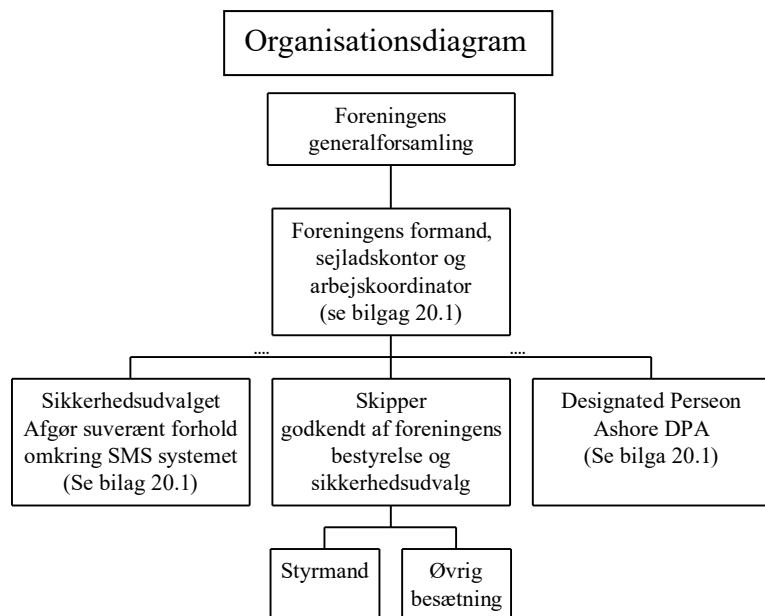 Organisationsdiagram
Foreningens
generalforsamling
Foreningens formand,
sejladskontor og
arbejskoordinator
(se bilgag 20.1)
....
....
Sikkerhedsudvalget
Afgør suverænt forhold
omkring SMS systemet
(Se bilag 20.1)
Skipper
godkendt af foreningens
bestyrelse og
sikkerhedsudvalg
Designated Perseon
Ashore DPA
(Se bilga 20.1)
Styrmand
Øvrig
besætning